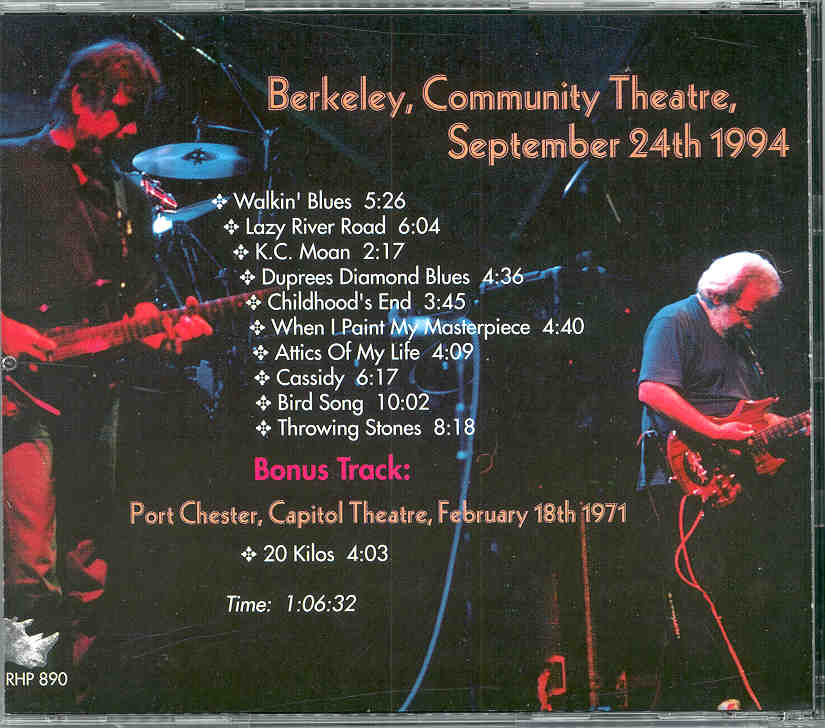 Berkeley, Community Theatre,
September 24th 1994
Walkin' Blues 5:26
Lazy River Road 6:04
K.C. Moan 2:17
Duprees Diamond Blues 4:36
Childhood's End 3:45
When I Paint My Masterpiece 4:40
Attics Of My Life 4:09
Cassidy 6:17
Bird Song 10:02
Throwing Stones 8:18
Bonus Track:
Port Chester, Capitol Theatre, February 18th 1971
20 Kilos 4:03
Time: 1:06:32
RHP 890